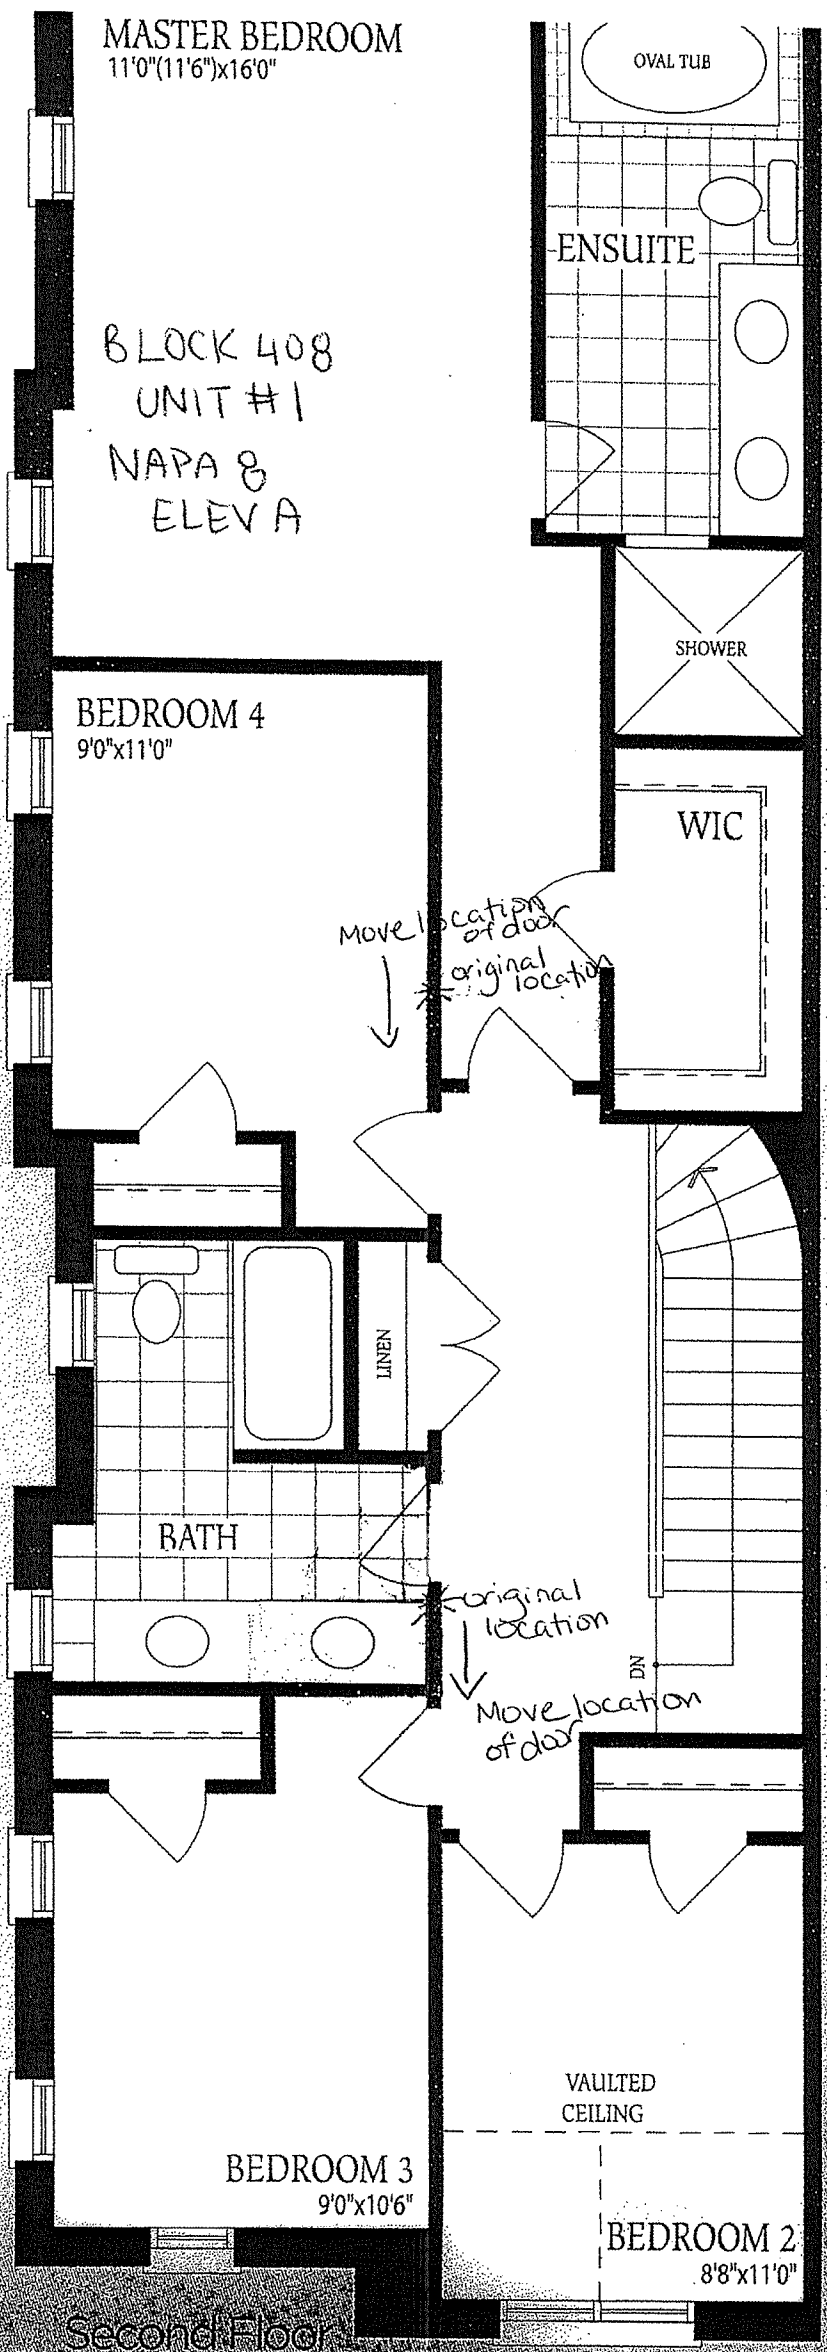 MASTER BEDROOM
11'0"(11'6")x16'0"
OVAL TUB
ENSUITE
BLOCK 408
UNIT #1
NAPA 8
ELEV A
SHOWER
BEDROOM 4
9'0"x11'0"
WIC
Move location
of door
original
location
LINEN
BATH
original
location
DN
Move location
of door
VAULTED
CEILING
BEDROOM 3
9'0"x10'6"
BEDROOM 2
8'8"x11'0"
Second Floor